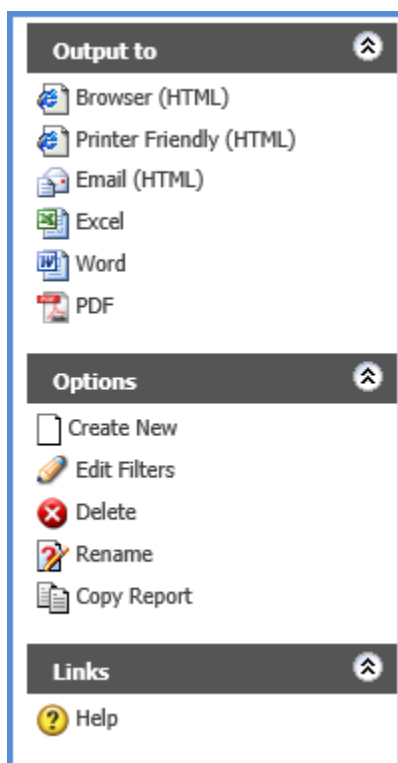 Output to
Browser (HTML)
Printer Friendly (HTML)
Email (HTML)
Excel
Word
PDF
Options
Create New
Edit Filters
Delete
Rename
Copy Report
Links
Help